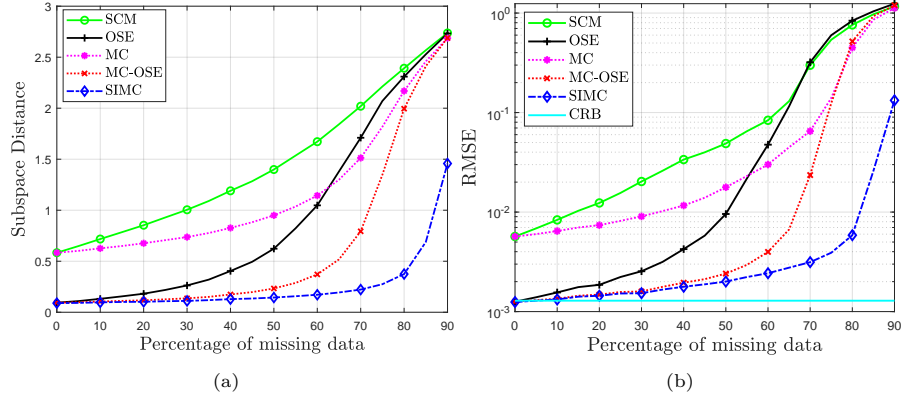 3
2.5
2
1.5
1
0.5
0
Subspace Distance
SCM
OSE
MC
MC-OSE
SIMC
0 10 20 30 40 50 60 70 80 90
Percentage of missing data
(a)
10^0
10^-1
10^-2
10^-3
RMSE
SCM
OSE
MC
MC-OSE
SIMC
CRB
0 10 20 30 40 50 60 70 80 90
Percentage of missing data
(b)